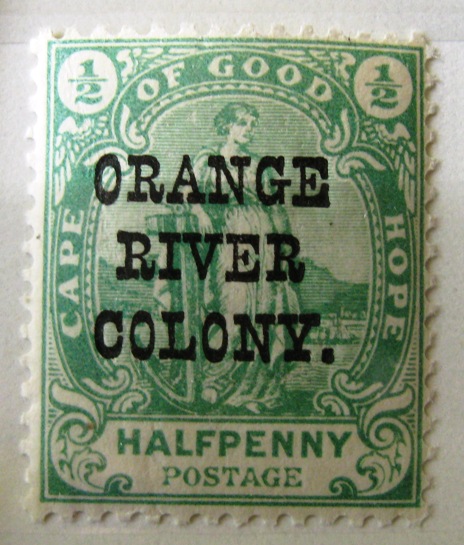 ½ ½
CAPE OF GOOD HOPE
ORANGE
RIVER
COLONY.
HALFPENNY
POSTAGE